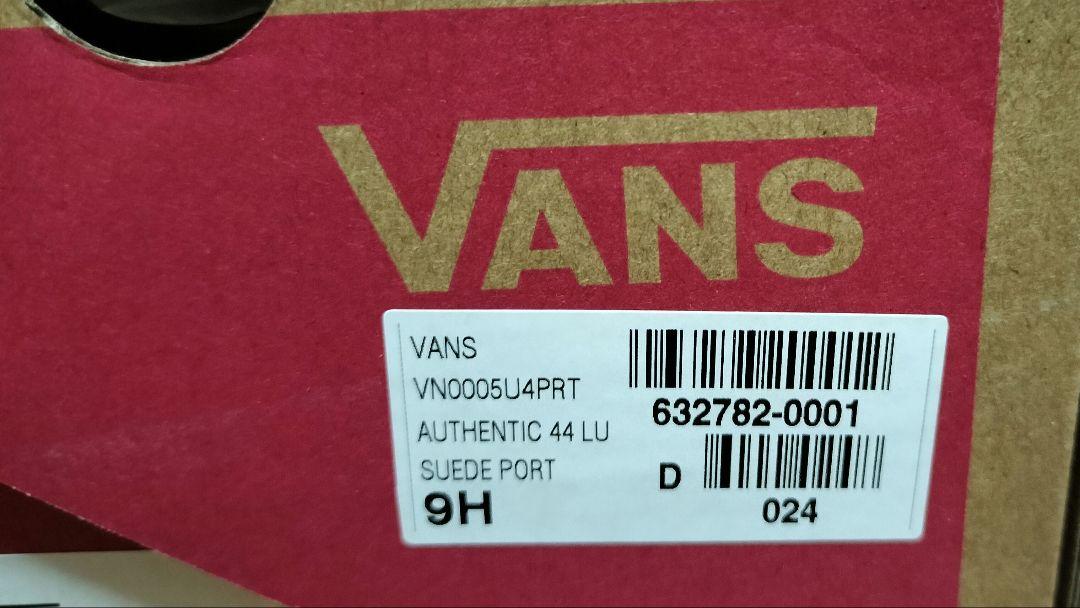 VANS
VANS
VN0005U4PRT
AUTHENTIC 44 LU
SUEDE PORT
9H
632782-0001
D
024